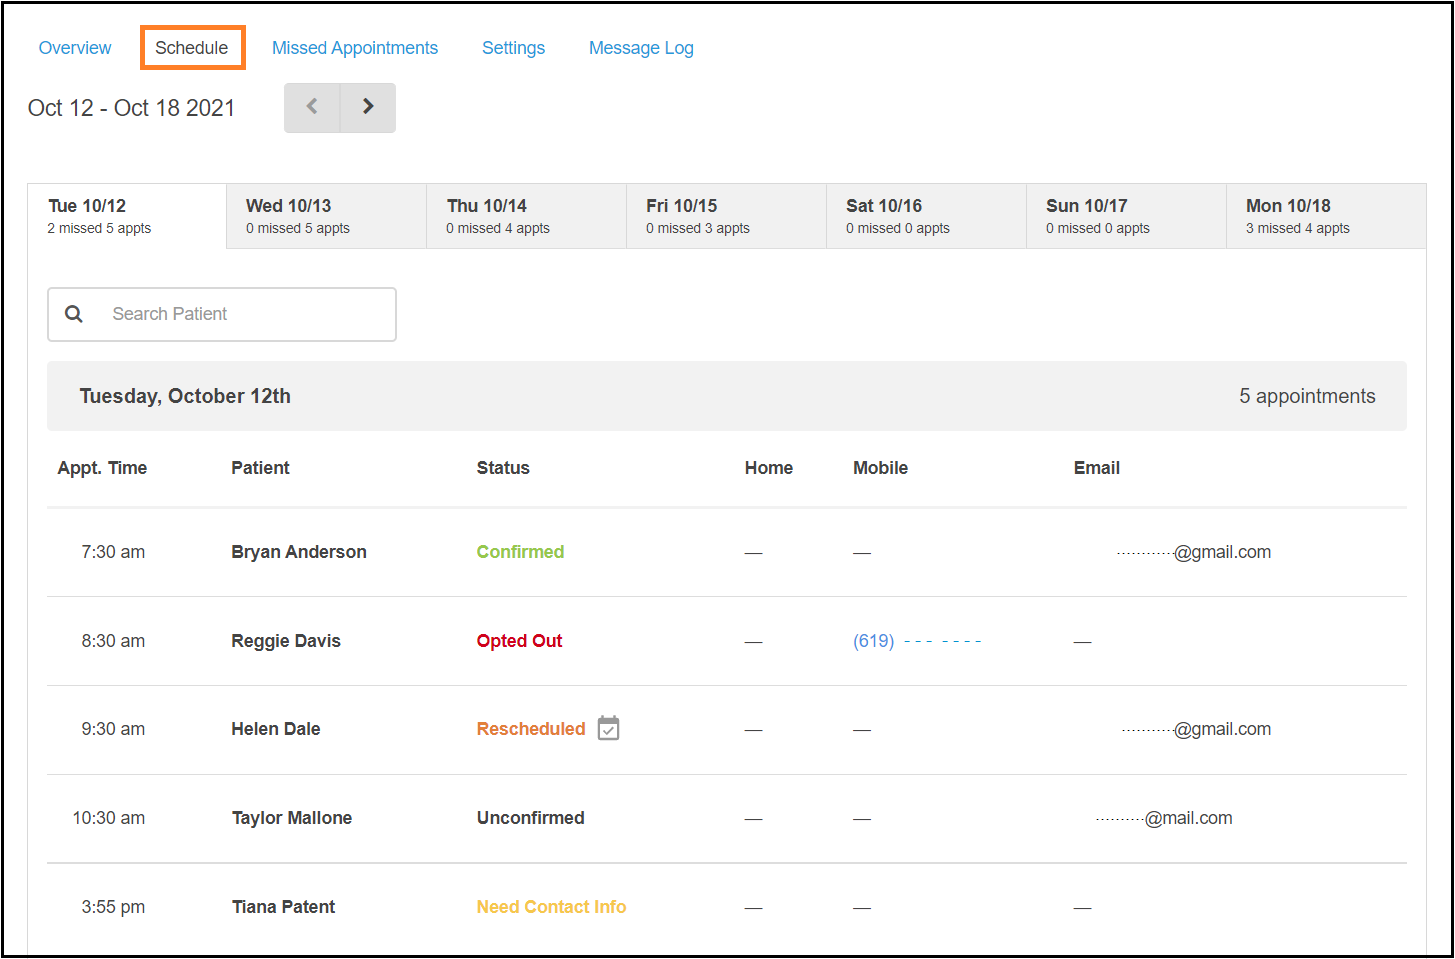 Overview Schedule Missed Appointments Settings Message Log
Oct 12 - Oct 18 2021
Tue 10/12 Wed 10/13 Thu 10/14 Fri 10/15 Sat 10/16 Sun 10/17 Mon 10/18
2 missed 5 appts 0 missed 5 appts 0 missed 4 appts 0 missed 3 appts 0 missed 0 appts 0 missed 0 appts 3 missed 4 appts
Search Patient
Tuesday, October 12th 5 appointments
Appt. Time Patient Status Home Mobile Email
7:30 am Bryan Anderson Confirmed — — ............@gmail.com
8:30 am Reggie Davis Opted Out — (619) --- ---- —
9:30 am Helen Dale Rescheduled — — ...........@gmail.com
10:30 am Taylor Mallone Unconfirmed — — ..........@mail.com
3:55 pm Tiana Patent Need Contact Info — — —